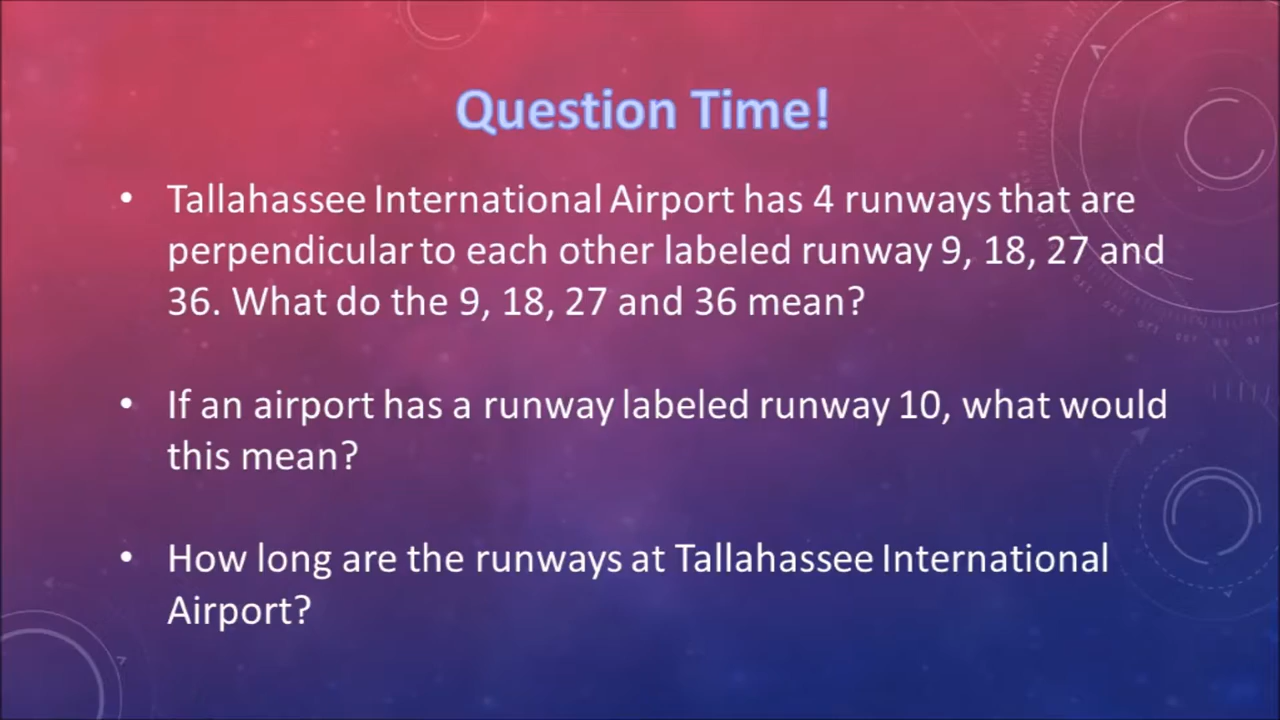 Question Time!
• Tallahassee International Airport has 4 runways that are
perpendicular to each other labeled runway 9, 18, 27 and
36. What do the 9, 18, 27 and 36 mean?
• If an airport has a runway labeled runway 10, what would
this mean?
• How long are the runways at Tallahassee International
Airport?